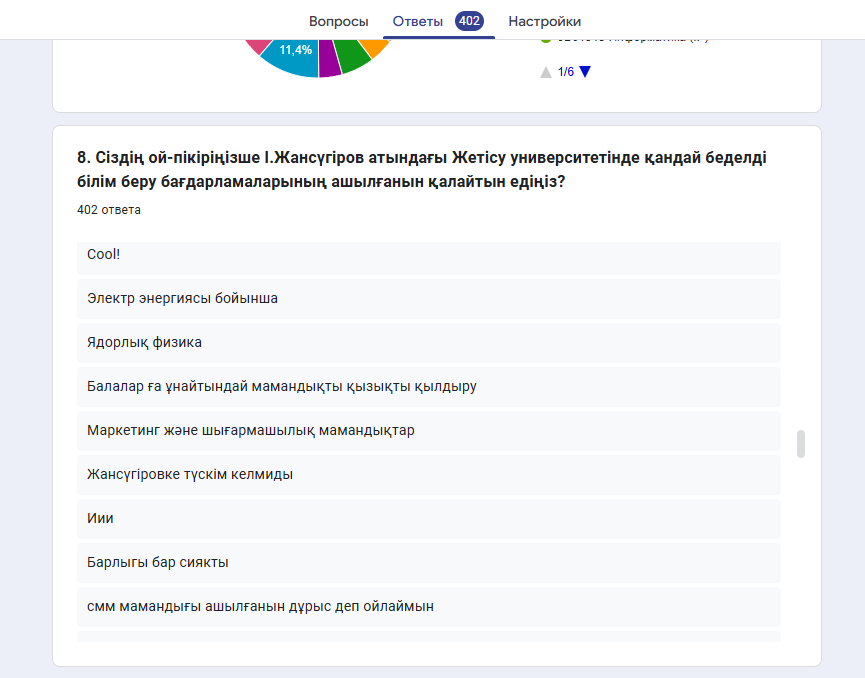 Вопросы Ответы 402 Настройки
11,4%
1/6
8. Сіздің ой-пікіріңізше І.Жансүгіров атындағы Жетісу университетінде қандай беделді
білім беру бағдарламаларының ашылғанын қалайтын едіңіз?
402 ответа
Cool!
Электр энергиясы бойынша
Ядорлық физика
Балалар ға ұнайтындай мамандықты қызықты қылдыру
Маркетинг және шығармашылық мамандықтар
Жансүгіровке түскім келмиды
Иии
Барлыгы бар сиякты
смм мамандығы ашылғанын дұрыс деп ойлаймын